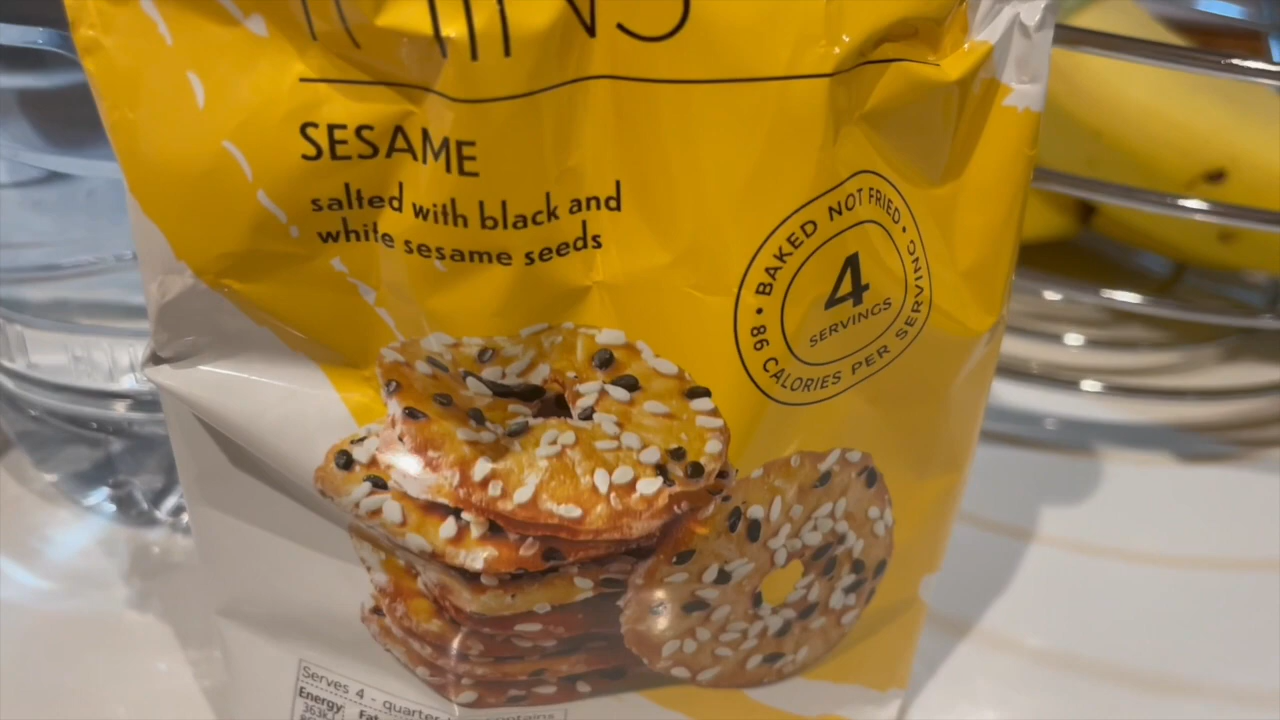 SESAME
salted with black and
white sesame seeds
• BAKED NOT FRIED •
4
SERVINGS
86 CALORIES PER SERVING
Serves 4 - quarter contains
Energy Fat
363kJ